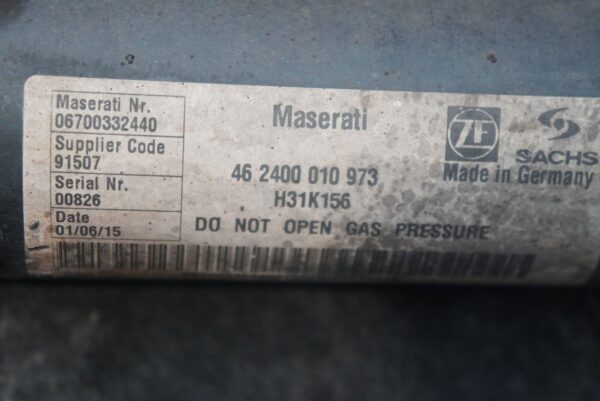 Maserati Nr.
06700332440
Supplier Code
91507
Serial Nr.
00826
Date
01/06/15
Maserati
46 2400 010 973
H31K156
DO NOT OPEN GAS PRESSURE
ZF
SACHS
Made in Germany